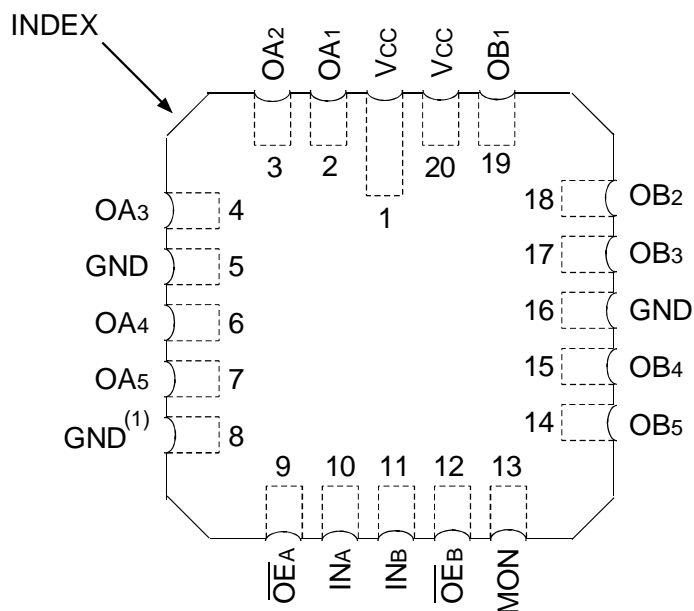 INDEX
OA2 OA1 VCC VCC OB1
3 2 1 20 19
OA3 4
GND 5
OA4 6
OA5 7
GND(1) 8
18 OB2
17 OB3
16 GND
15 OB4
14 OB5
9 10 11 12 13
O̅E̅A INA INB O̅E̅B MON